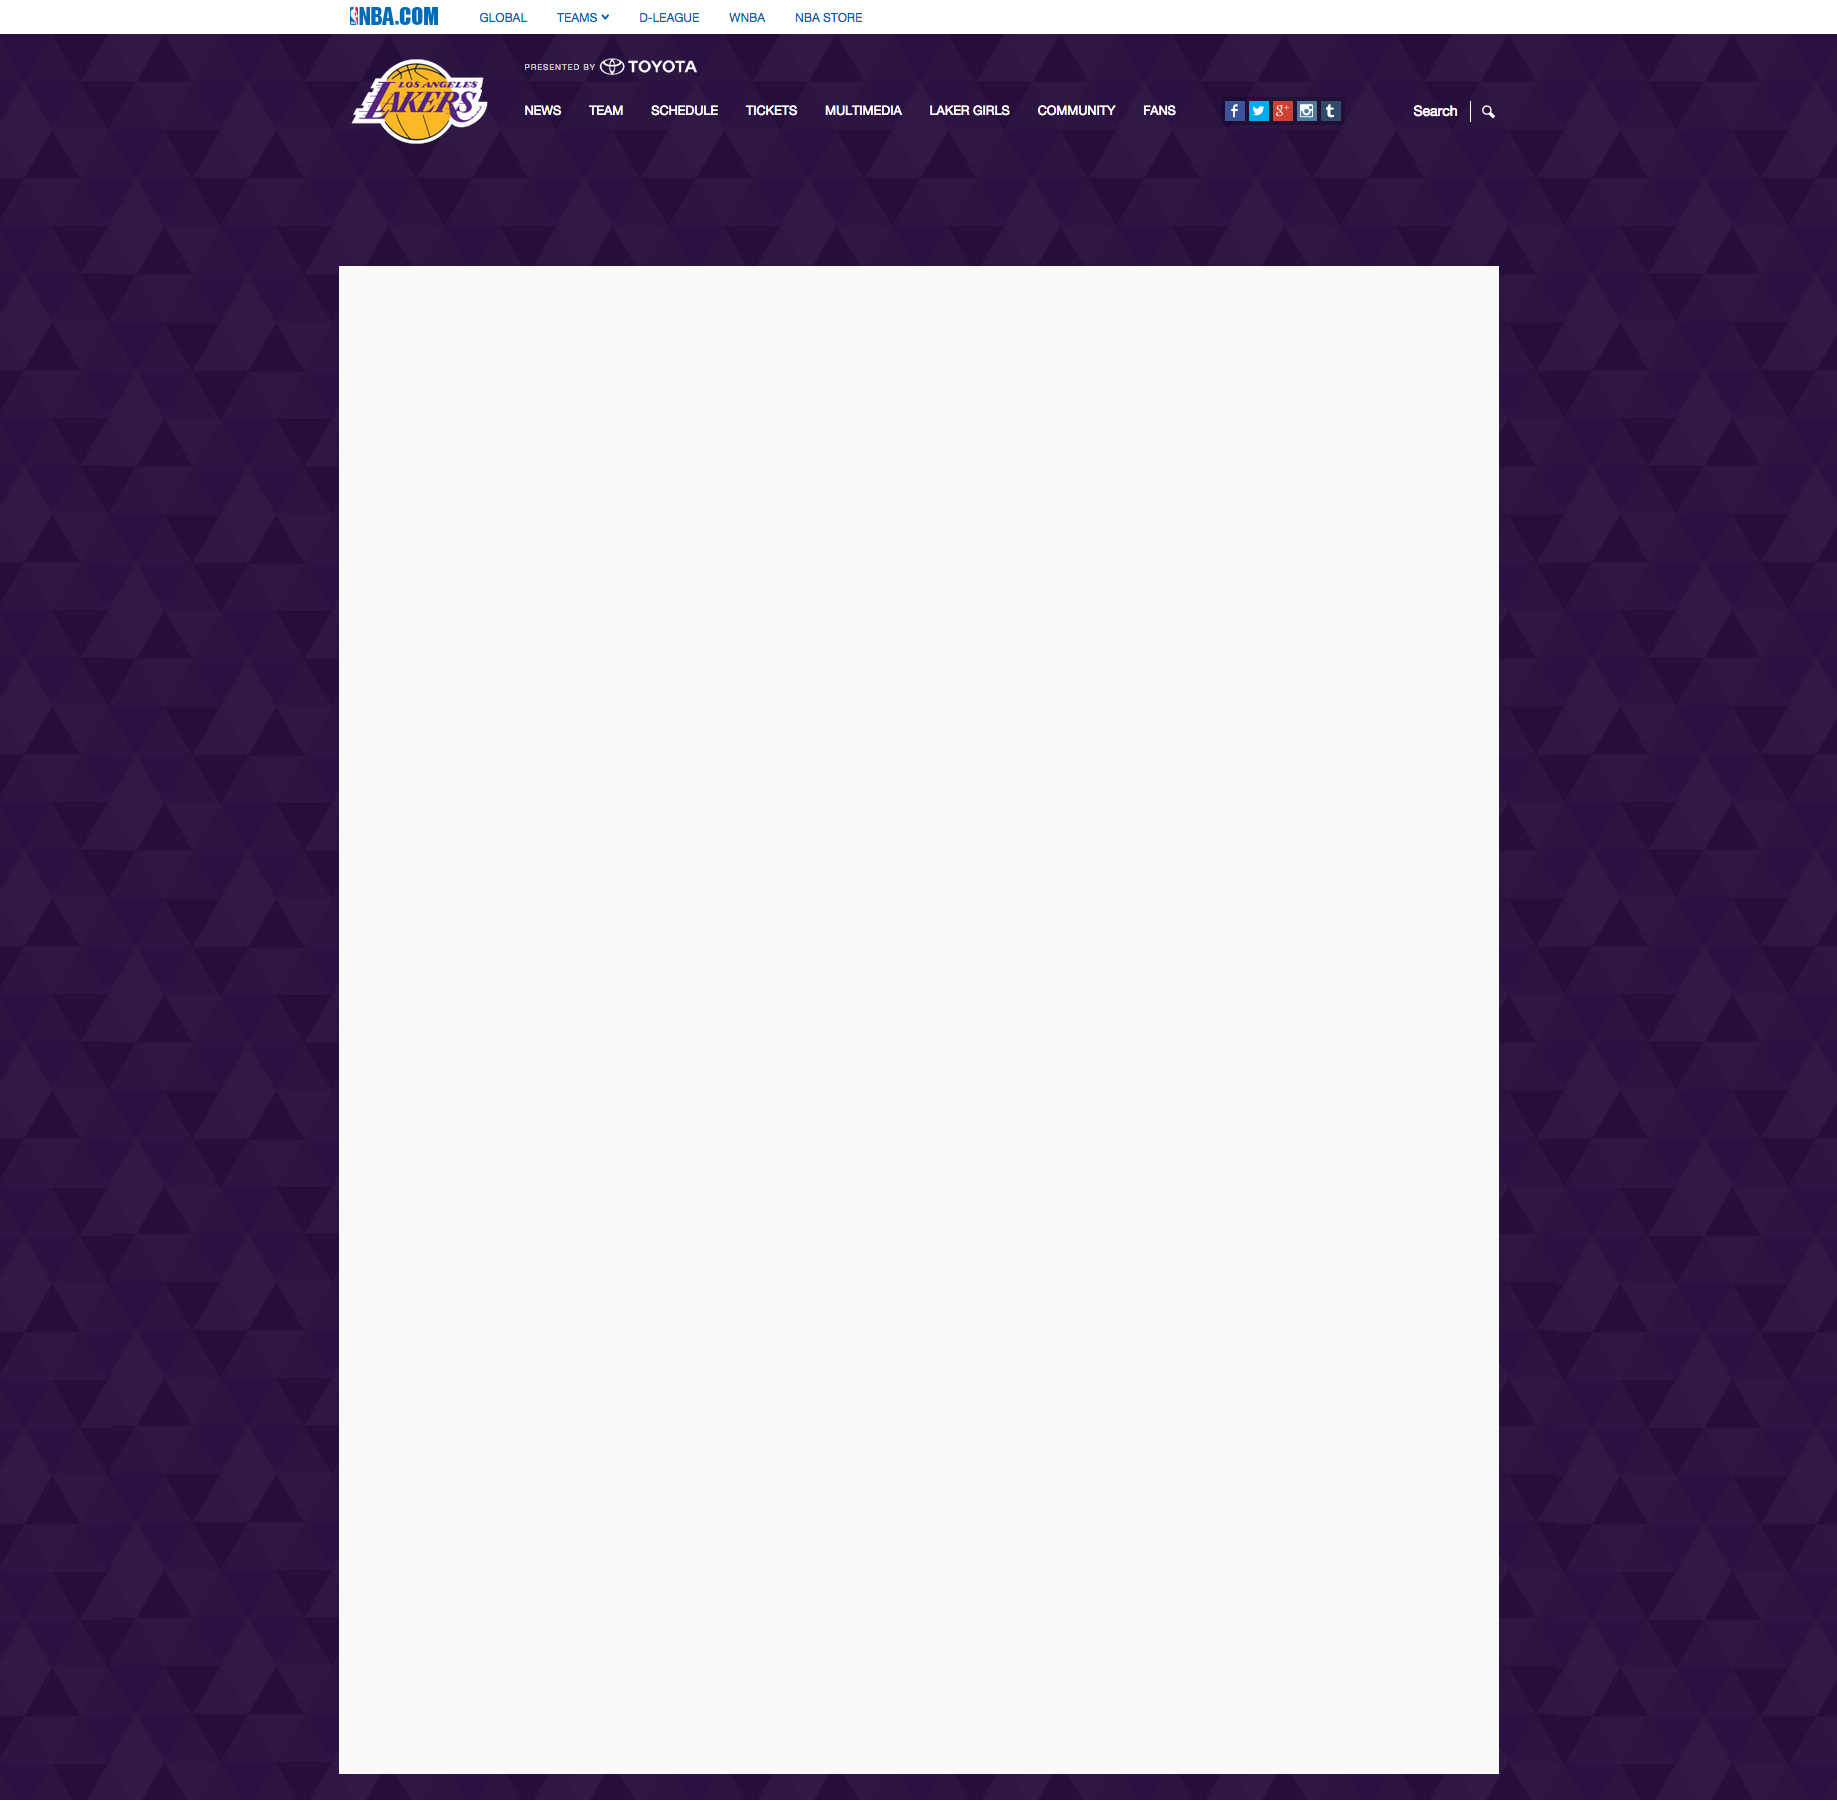 NBA.COM GLOBAL TEAMS D-LEAGUE WNBA NBA STORE
LOS ANGELES
LAKERS
PRESENTED BY TOYOTA
NEWS TEAM SCHEDULE TICKETS MULTIMEDIA LAKER GIRLS COMMUNITY FANS f g+ t Search